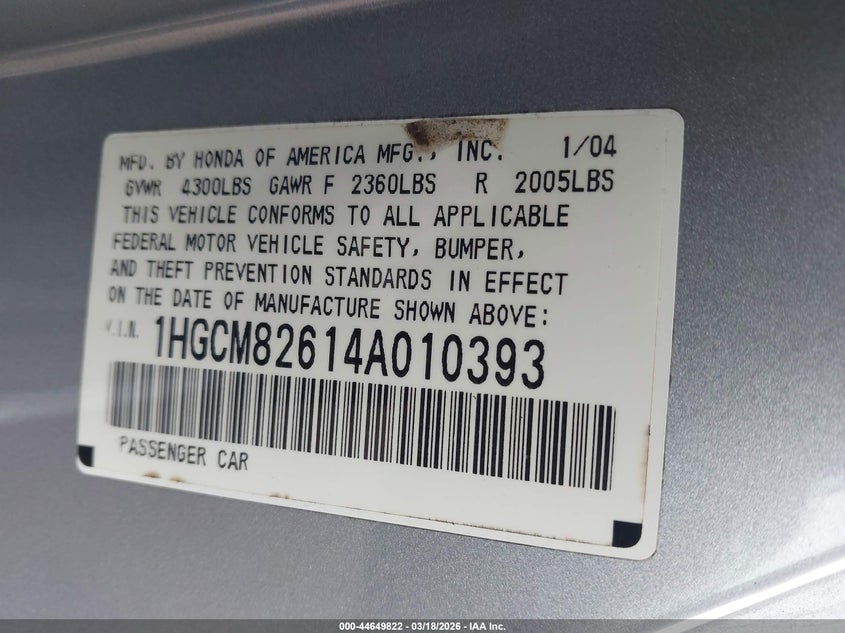 MFD. BY HONDA OF AMERICA MFG., INC. 1/04
GVWR 4300LBS GAWR F 2360LBS R 2005LBS
THIS VEHICLE CONFORMS TO ALL APPLICABLE
FEDERAL MOTOR VEHICLE SAFETY, BUMPER,
AND THEFT PREVENTION STANDARDS IN EFFECT
ON THE DATE OF MANUFACTURE SHOWN ABOVE:
V.I.N. 1HGCM82614A010393
PASSENGER CAR
000-44649822 — 03/18/2026 — IAA Inc.